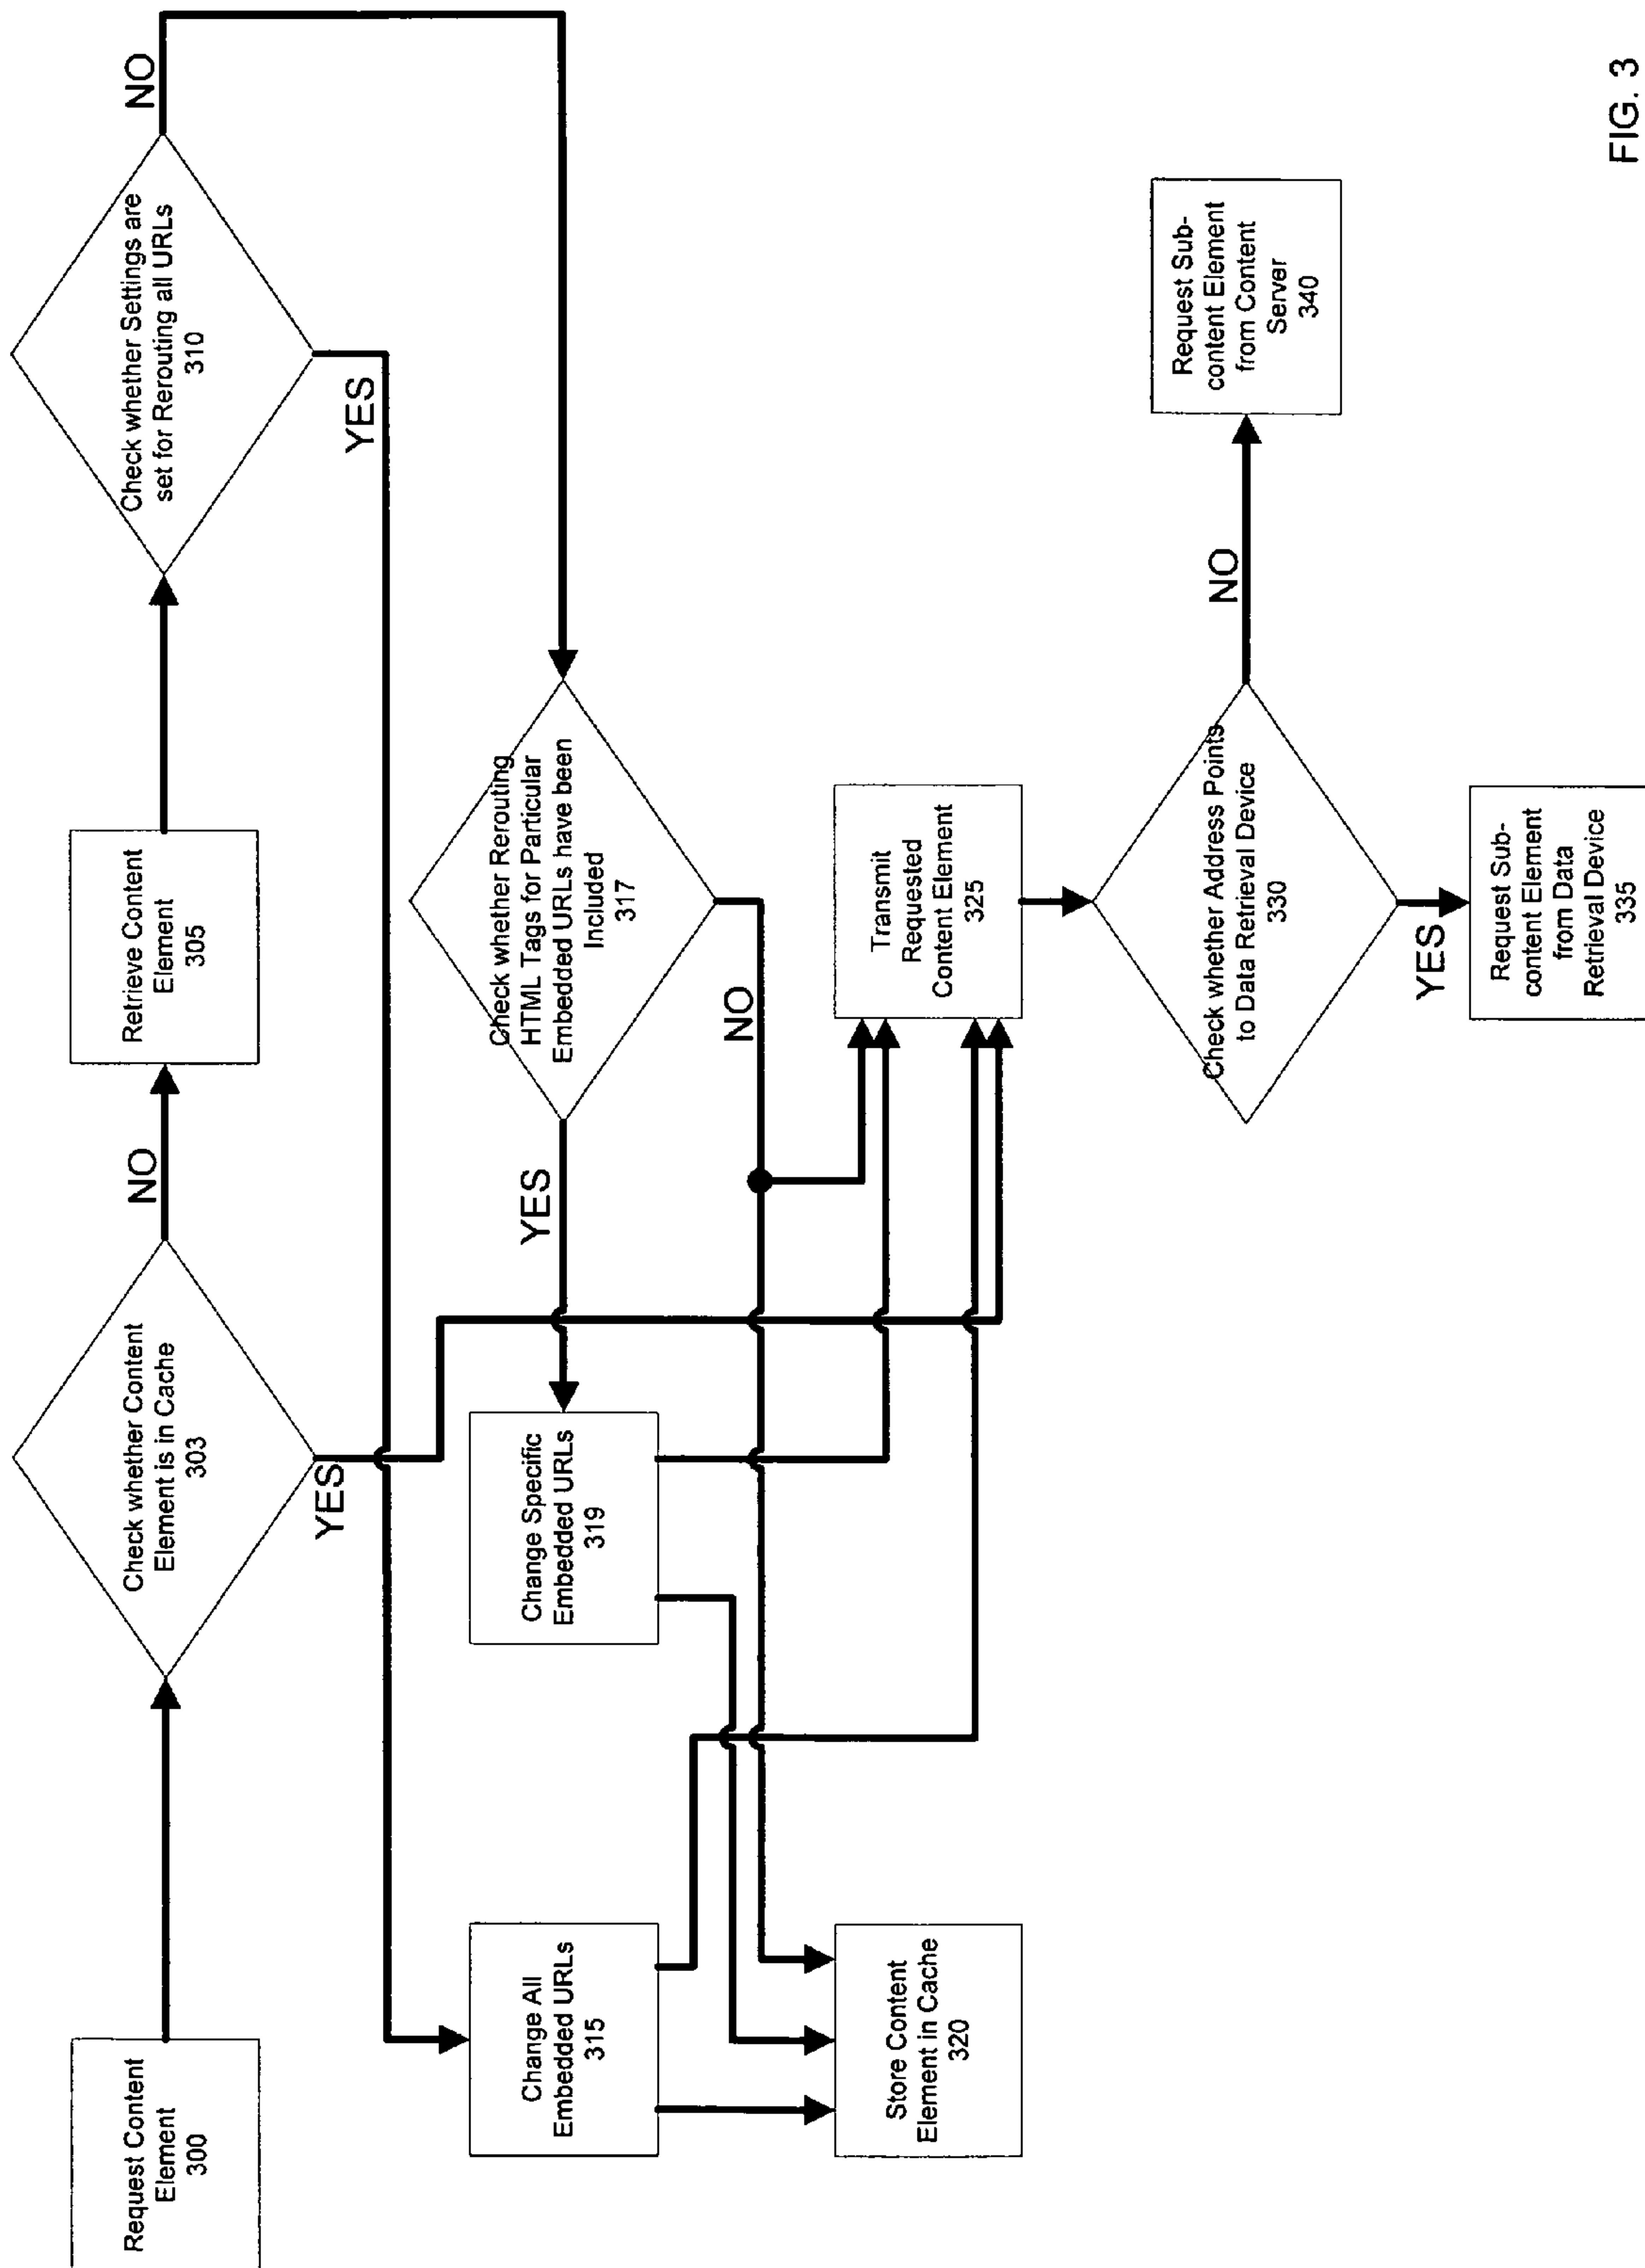 Request Content
Element
300
Check whether Content
Element is in Cache
303
NO
YES
Retrieve Content
Element
305
Check whether Settings are
set for Rerouting all URLs
310
NO
YES
Change All
Embedded URLs
315
Change Specific
Embedded URLs
319
YES
Check whether Rerouting
HTML Tags for Particular
Embedded URLs have been
Included
317
NO
Store Content
Element in Cache
320
Transmit
Requested
Content Element
325
Check whether Address Points
to Data Retrieval Device
330
NO
YES
Request Sub-
content Element
from Content
Server
340
Request Sub-
content Element
from Data
Retrieval Device
335
FIG. 3